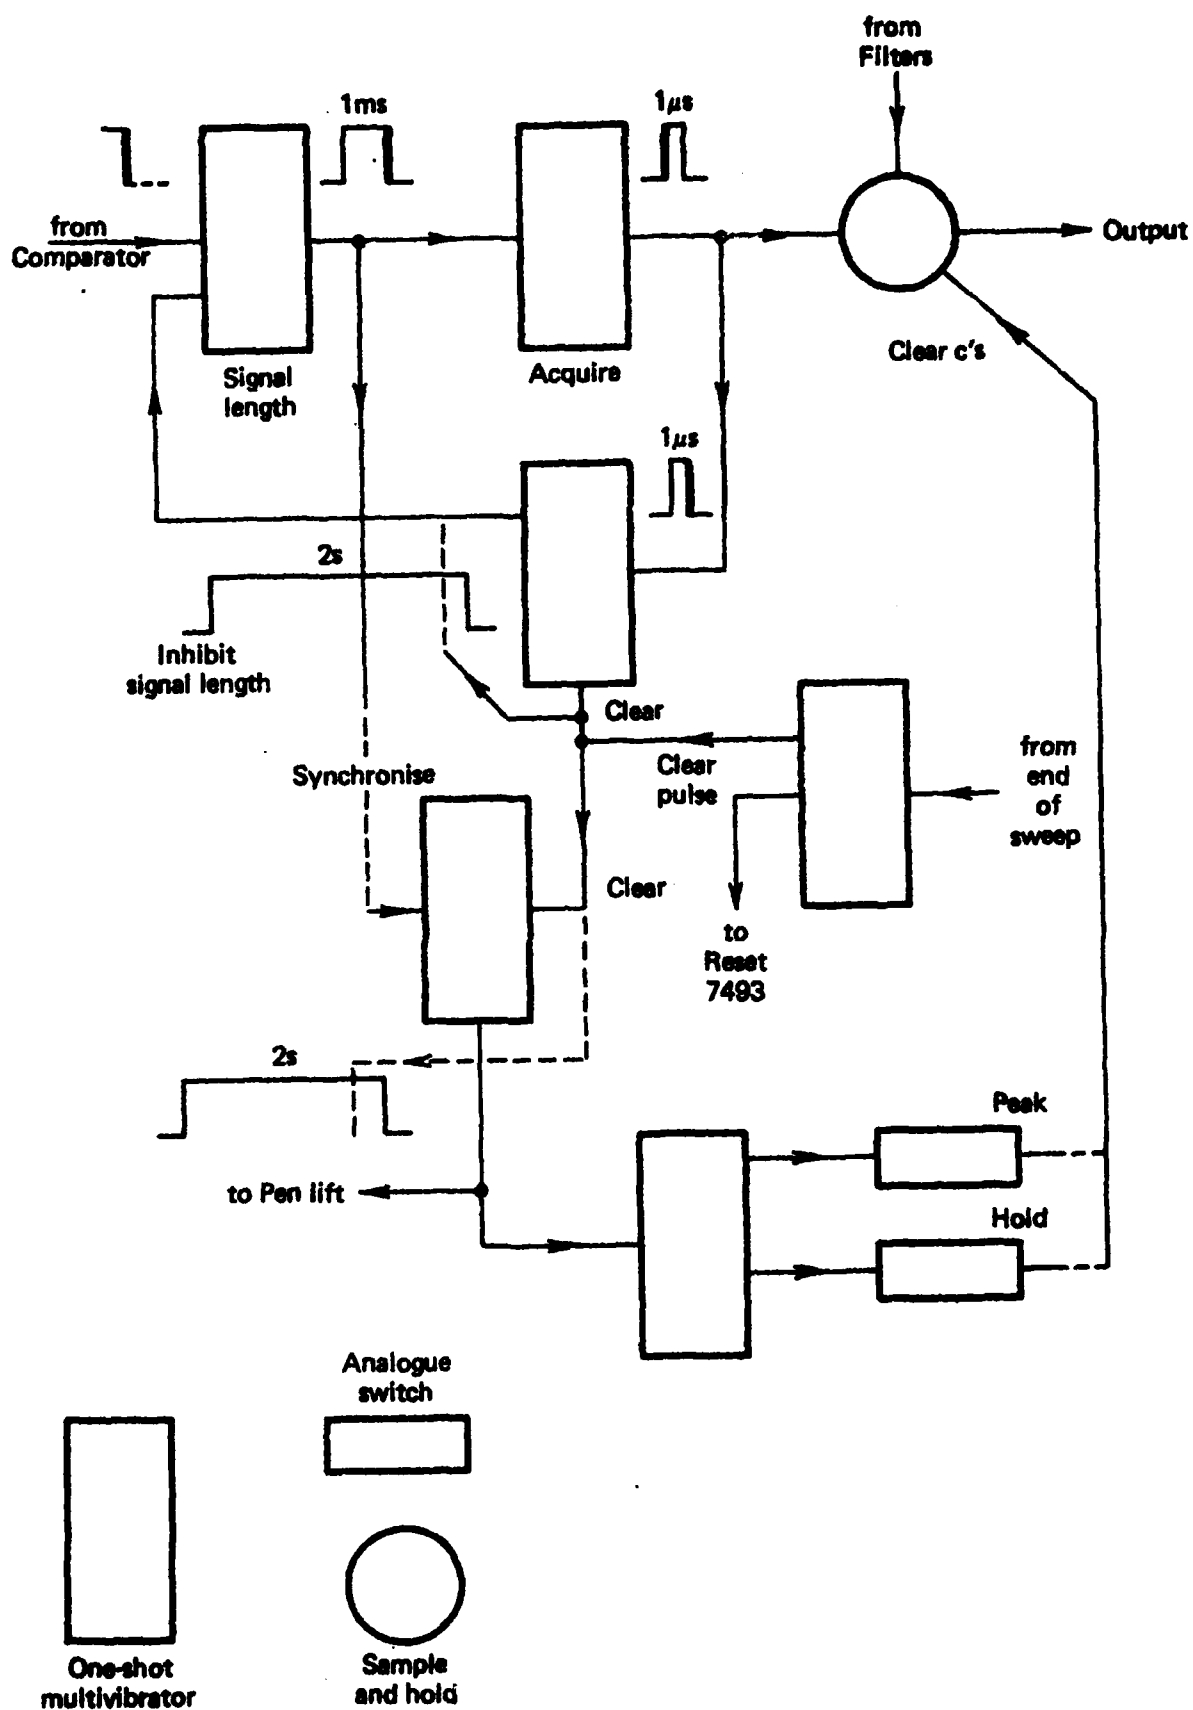 from
Filters
1ms
1μs
from
Comparator
Output
Clear c's
Signal
length
Acquire
1μs
2s
Inhibit
signal length
Clear
Clear
pulse
from
end
of
sweep
Synchronise
Clear
to
Reset
7493
2s
Peak
to Pen lift
Hold
Analogue
switch
One-shot
multivibrator
Sample
and hold